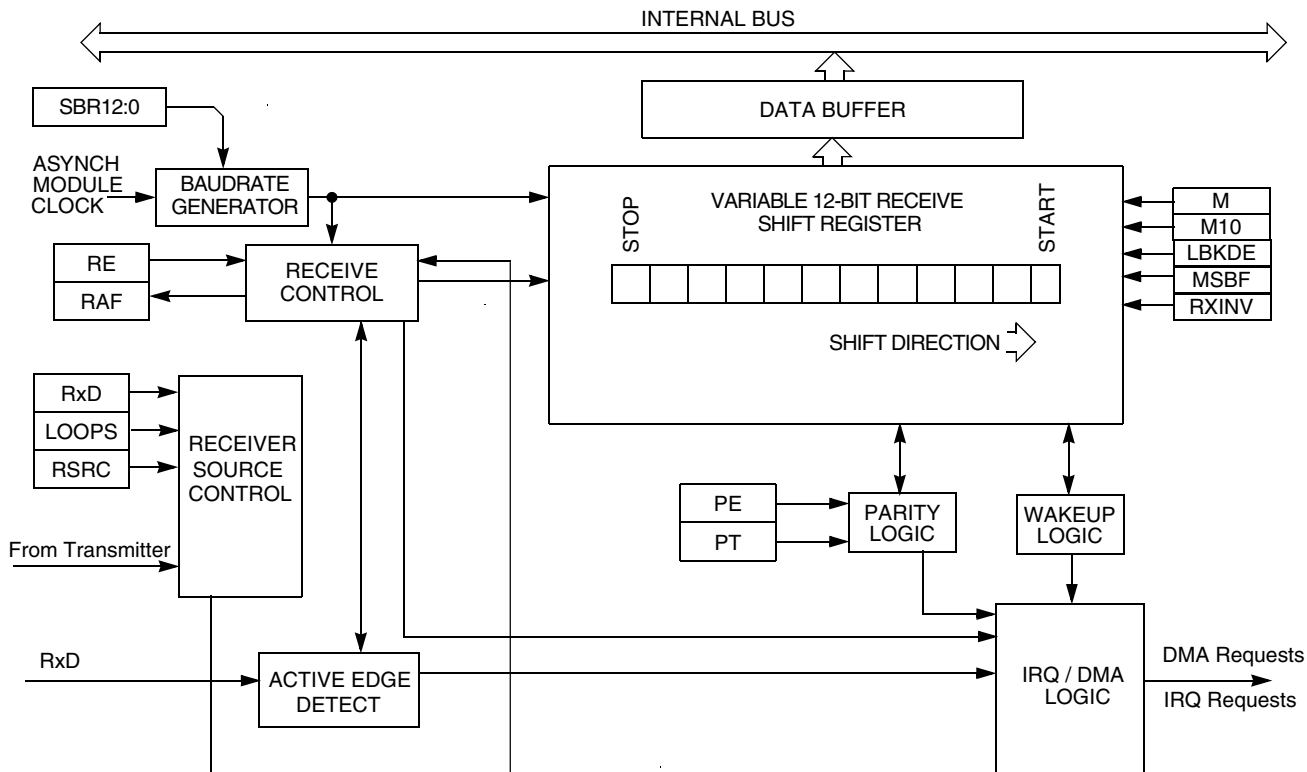 INTERNAL BUS
SBR12:0
DATA BUFFER
ASYNCH
MODULE
CLOCK
BAUDRATE
GENERATOR
VARIABLE 12-BIT RECEIVE
SHIFT REGISTER
STOP
START
M
M10
LBKDE
MSBF
RXINV
RE
RAF
RECEIVE
CONTROL
SHIFT DIRECTION
RxD
LOOPS
RSRC
RECEIVER
SOURCE
CONTROL
From Transmitter
PE
PT
PARITY
LOGIC
WAKEUP
LOGIC
RxD
ACTIVE EDGE
DETECT
IRQ / DMA
LOGIC
DMA Requests
IRQ Requests